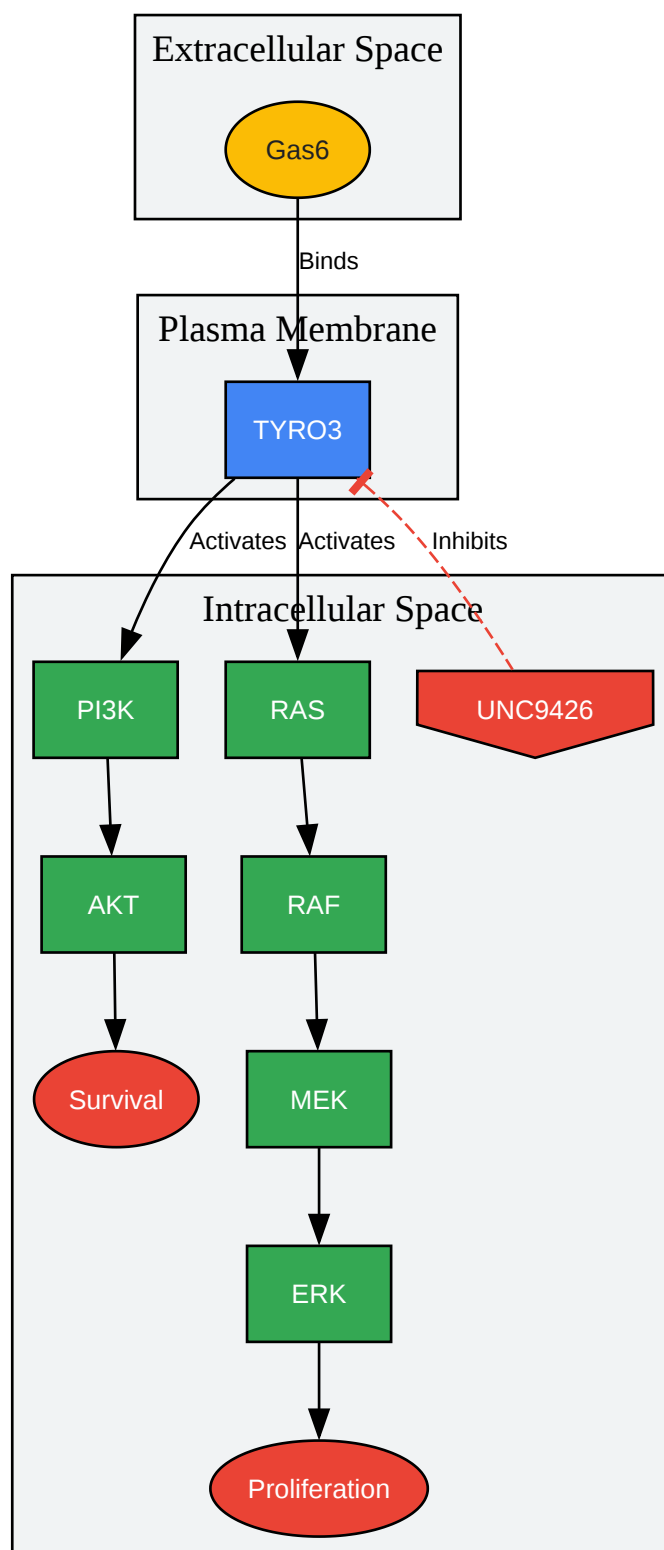 Extracellular Space
Gas6
Binds
Plasma Membrane
TYRO3
Activates
Activates
Inhibits
Intracellular Space
PI3K
RAS
UNC9426
AKT
RAF
Survival
MEK
ERK
Proliferation